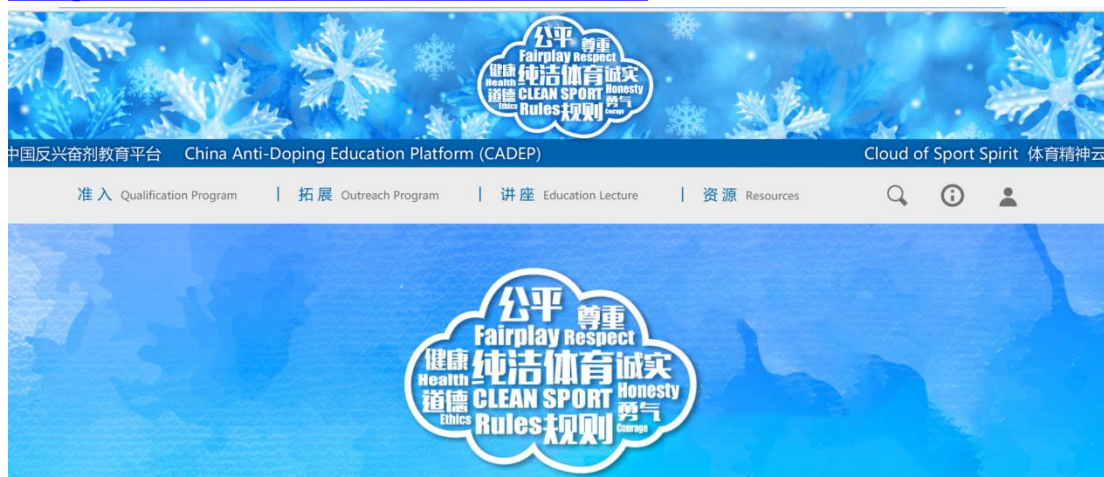 公平 尊重
Fairplay Respect
健康 纯洁体育 诚实
Health CLEAN SPORT Honesty
道德 勇气
Ethics Rules 规则 Courage
中国反兴奋剂教育平台 China Anti-Doping Education Platform (CADEP) Cloud of Sport Spirit 体育精神云
准入 Qualification Program | 拓展 Outreach Program | 讲座 Education Lecture | 资源 Resources
公平 尊重
Fairplay Respect
健康 纯洁体育 诚实
Health CLEAN SPORT Honesty
道德 勇气
Ethics Rules 规则 Courage